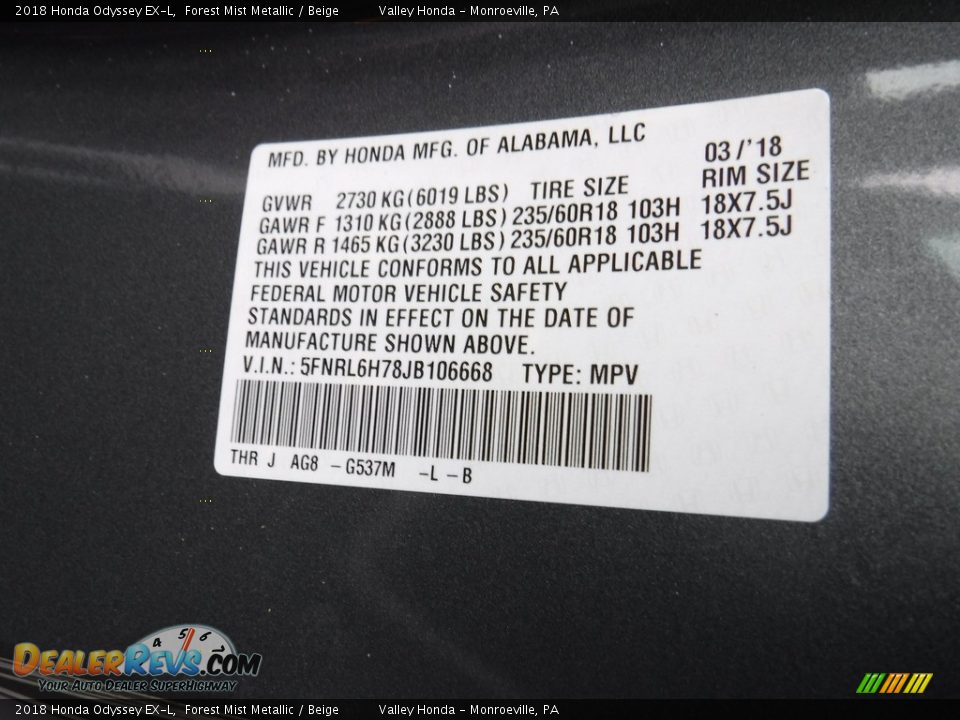 2018 Honda Odyssey EX-L, Forest Mist Metallic / Beige Valley Honda - Monroeville, PA
MFD. BY HONDA MFG. OF ALABAMA, LLC 03/'18
GVWR 2730 KG(6019 LBS) TIRE SIZE RIM SIZE
GAWR F 1310 KG(2888 LBS) 235/60R18 103H 18X7.5J
GAWR R 1465 KG(3230 LBS) 235/60R18 103H 18X7.5J
THIS VEHICLE CONFORMS TO ALL APPLICABLE
FEDERAL MOTOR VEHICLE SAFETY
STANDARDS IN EFFECT ON THE DATE OF
MANUFACTURE SHOWN ABOVE.
V.I.N.: 5FNRL6H78JB106668 TYPE: MPV
THR J AG8 -G537M -L -B
4 5 6 7
DEALERREVS.COM
YOUR AUTO DEALER SUPERHIGHWAY
2018 Honda Odyssey EX-L, Forest Mist Metallic / Beige Valley Honda - Monroeville, PA